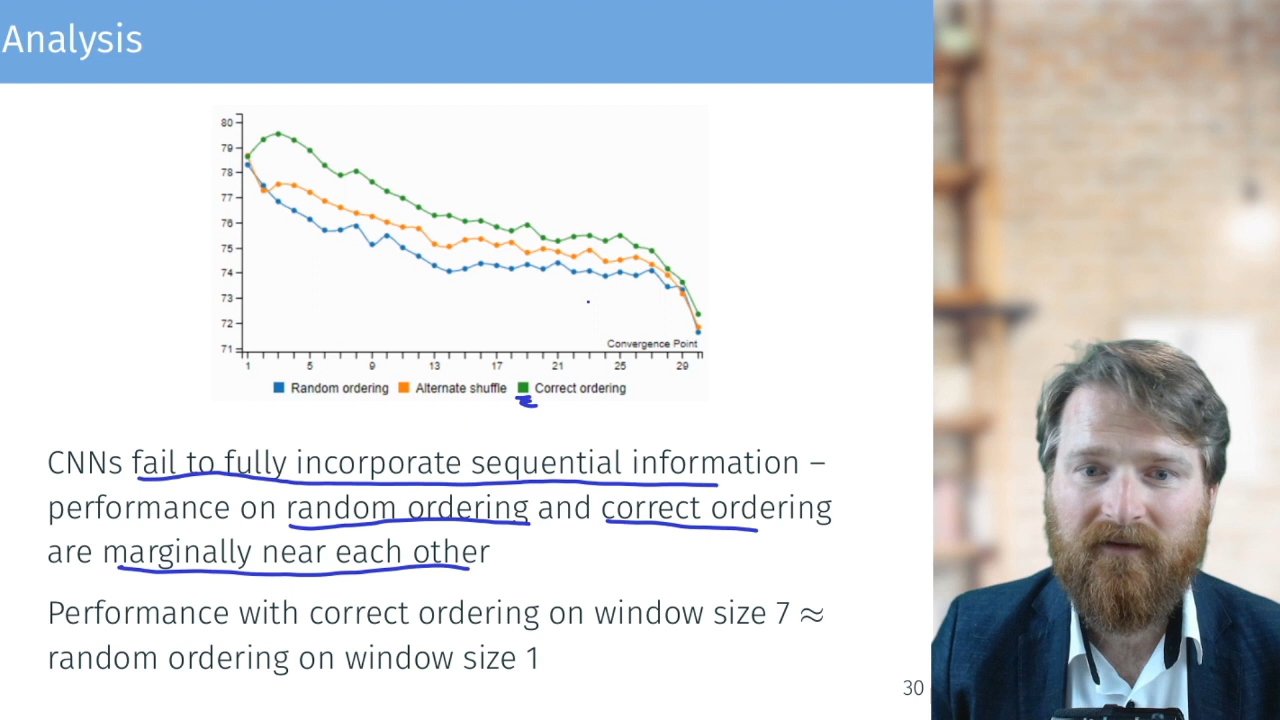 Analysis
80
79
78
77
76
75
74
73
72
71
Convergence Point
1 5 9 13 17 21 25 29
Random ordering Alternate shuffle Correct ordering
CNNs fail to fully incorporate sequential information –
performance on random ordering and correct ordering
are marginally near each other
Performance with correct ordering on window size 7 ≈
random ordering on window size 1
30